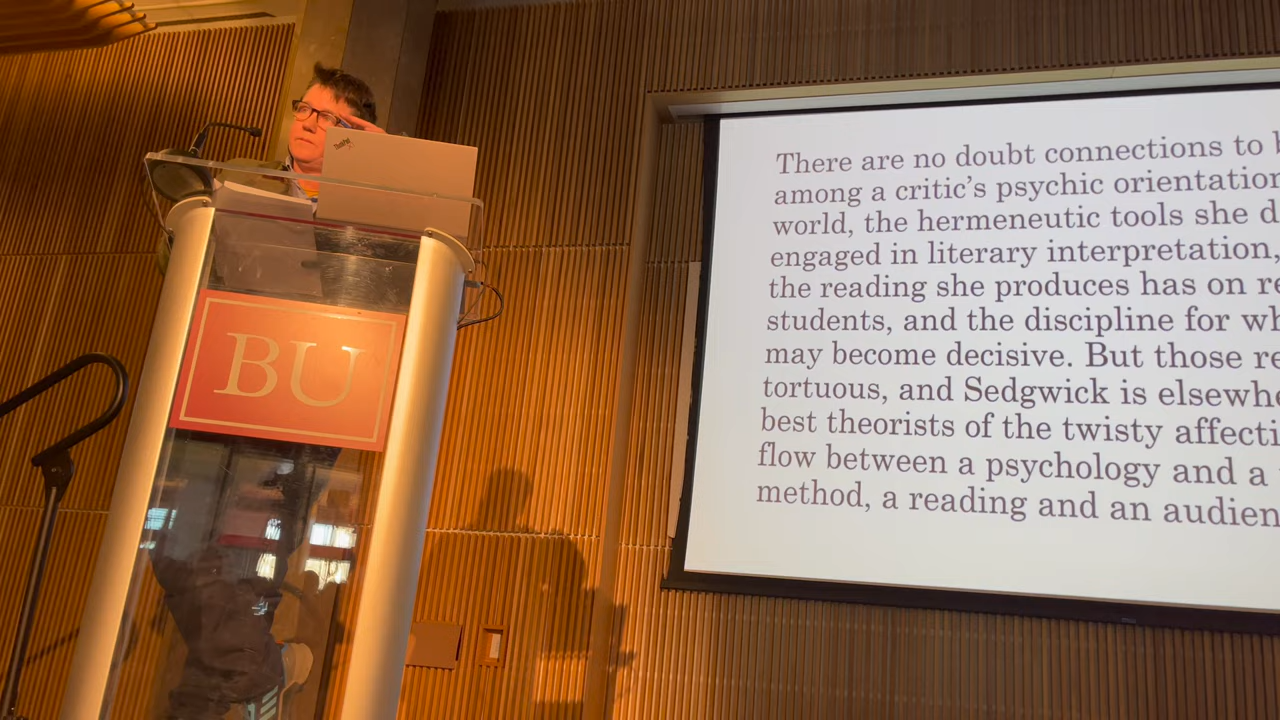 ThinkPad
BU
There are no doubt connections to
among a critic's psychic orientation
world, the hermeneutic tools she
engaged in literary interpretation,
the reading she produces has on
students, and the discipline for
may become decisive. But those
tortuous, and Sedgwick is
best theorists of the twisty
flow between a psychology and a
method, a reading and an